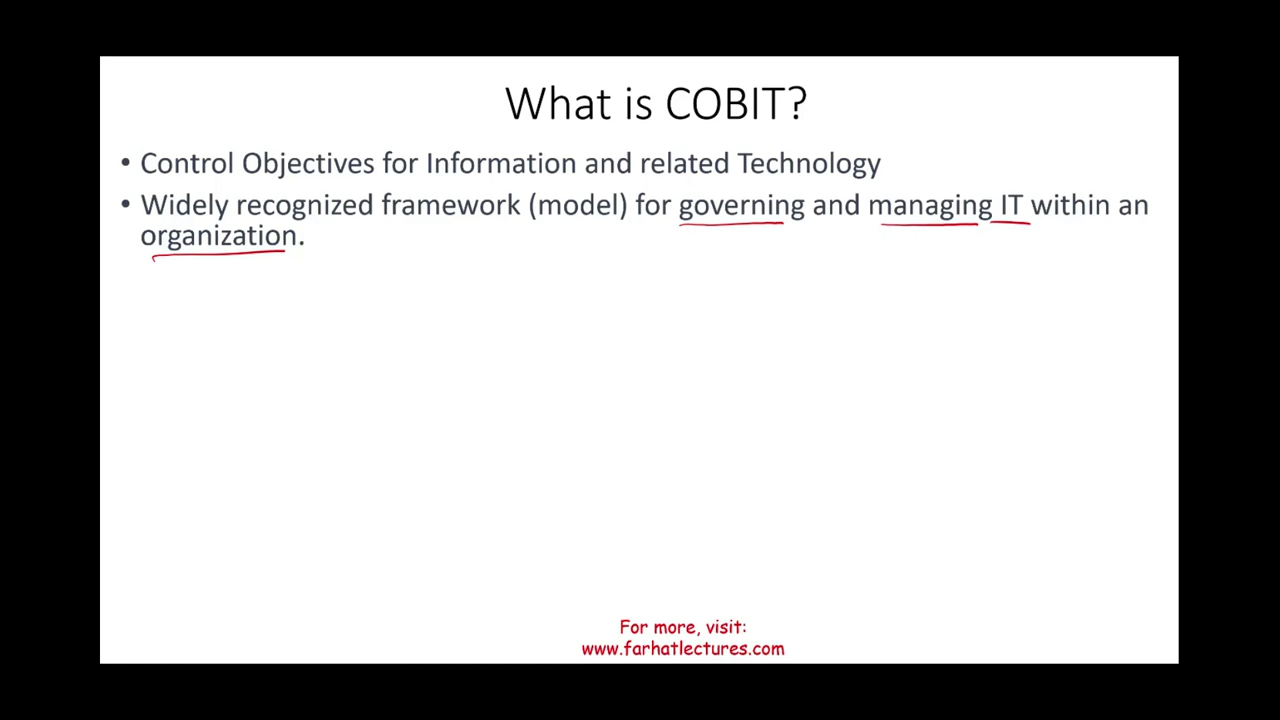 What is COBIT?
• Control Objectives for Information and related Technology
• Widely recognized framework (model) for governing and managing IT within an
organization.
For more, visit:
www.farhatlectures.com